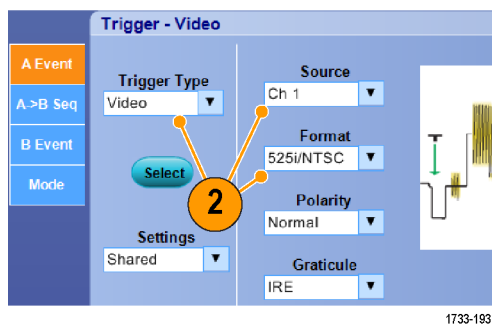 Trigger - Video
A Event
A->B Seq
B Event
Mode
Trigger Type
Video
Select
Settings
Shared
2
Source
Ch 1
Format
525i/NTSC
Polarity
Normal
Graticule
IRE
T
1733-193